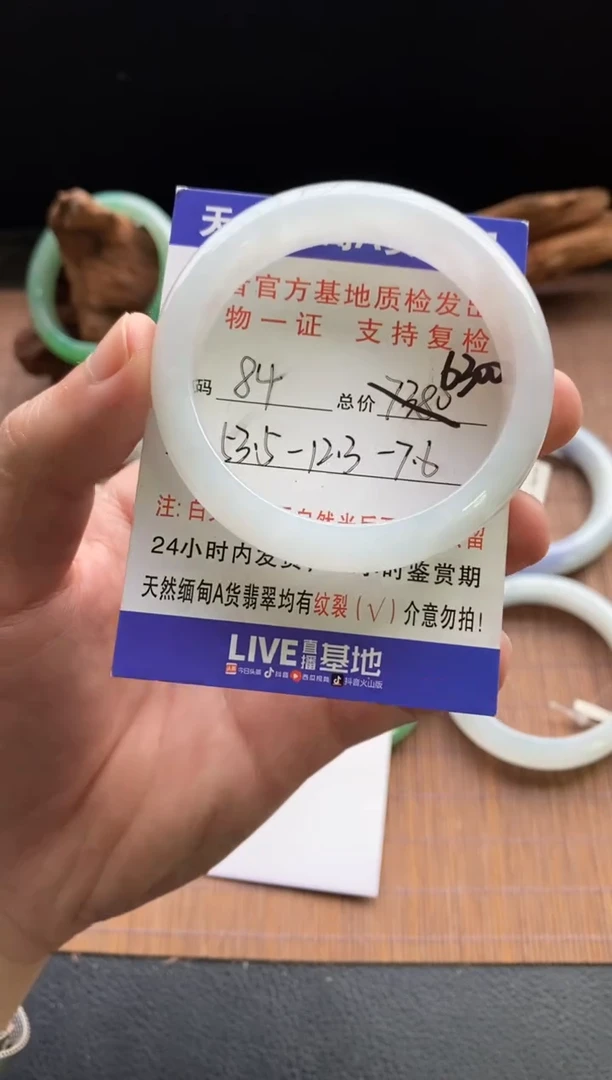 天
官方基地质检发
物一证 支持复检
码 84 总价 7380 6300
53.5-12.3-7.6
注:
24小时内发 时鉴赏期
天然缅甸A货翡翠均有纹裂(√)介意勿拍!
LIVE直播基地
今日头条 抖音 西瓜视频 抖音火山版